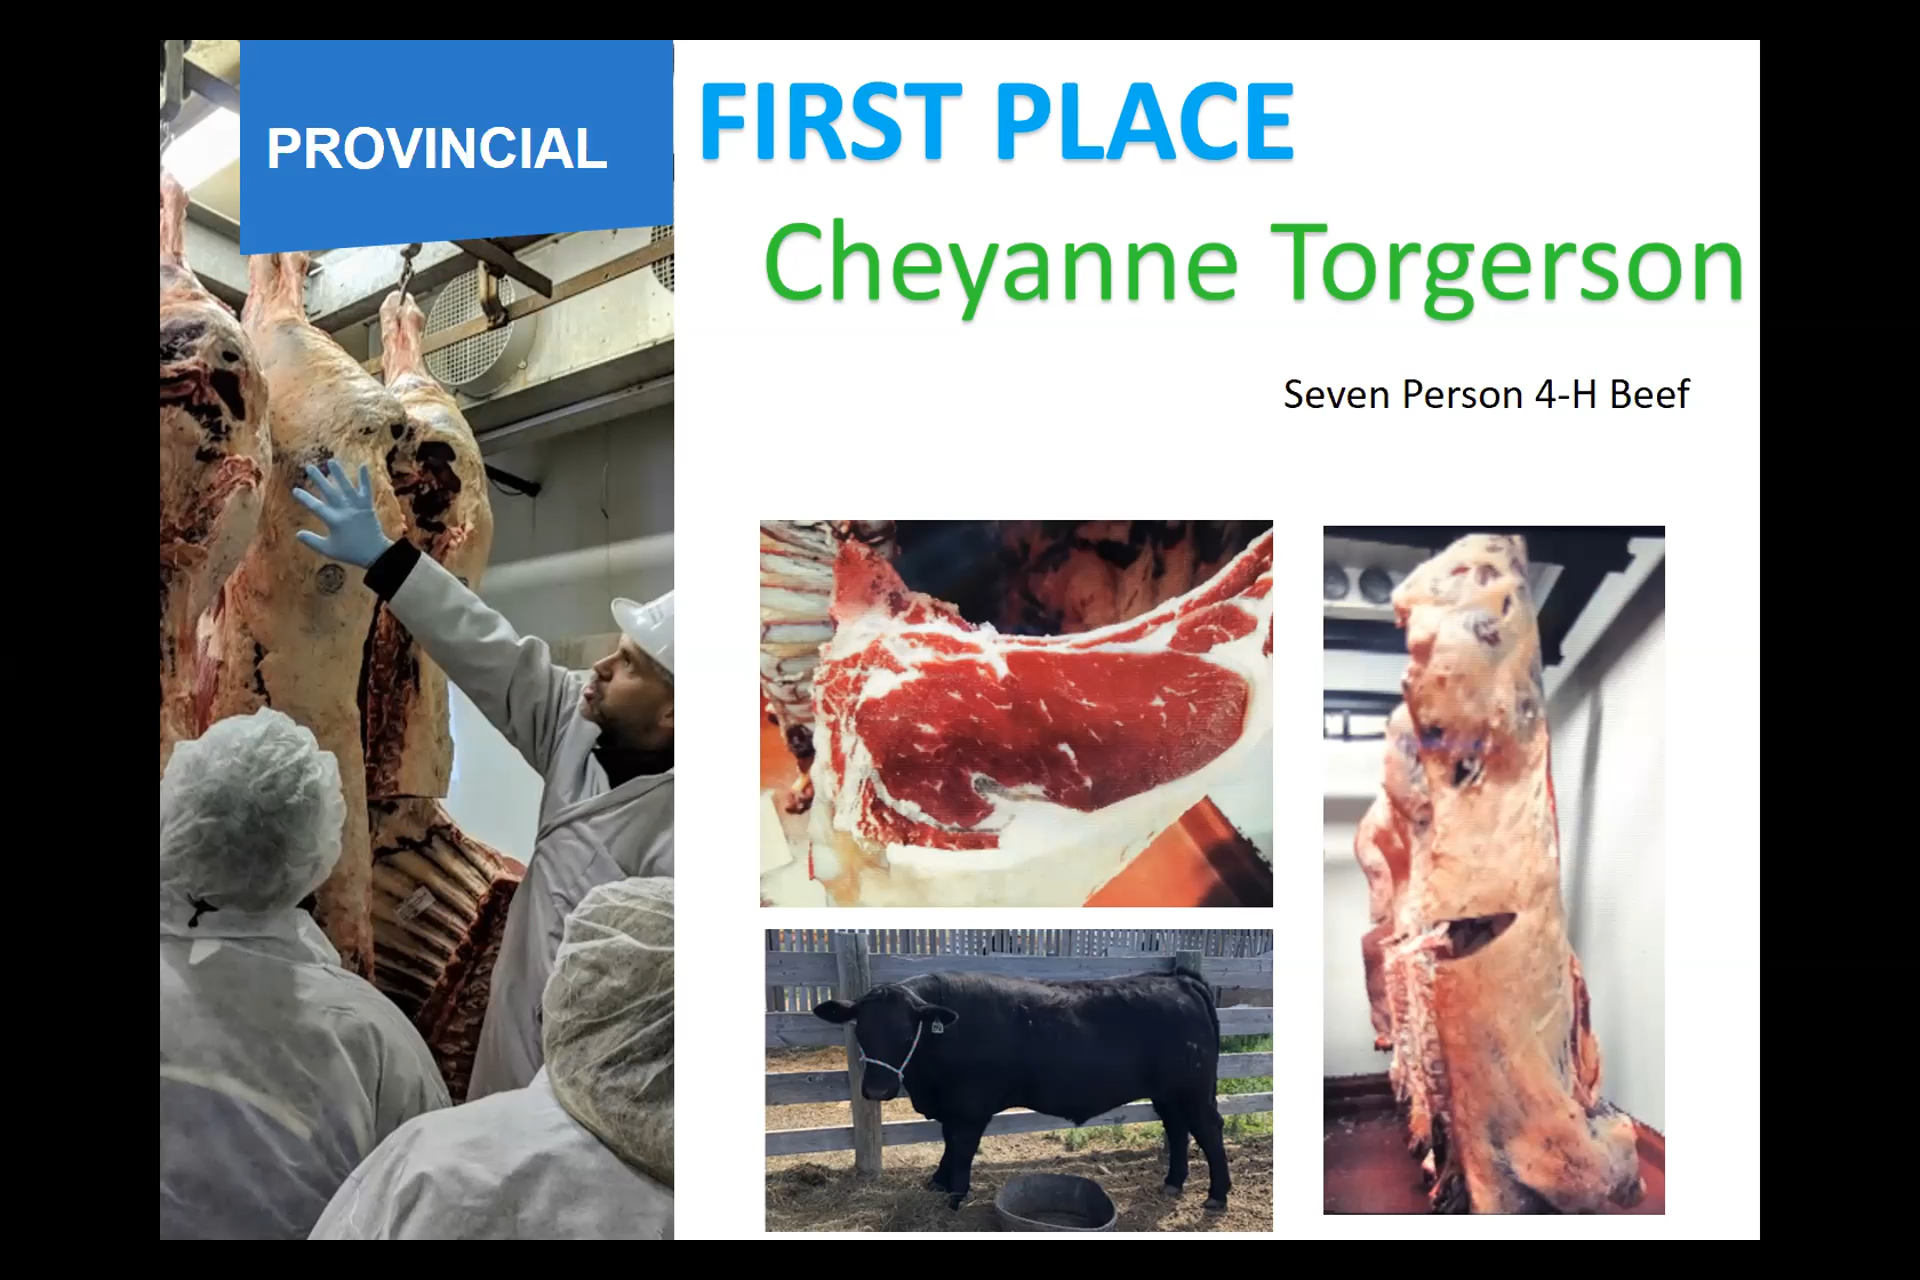 PROVINCIAL
FIRST PLACE
Cheyanne Torgerson
Seven Person 4-H Beef